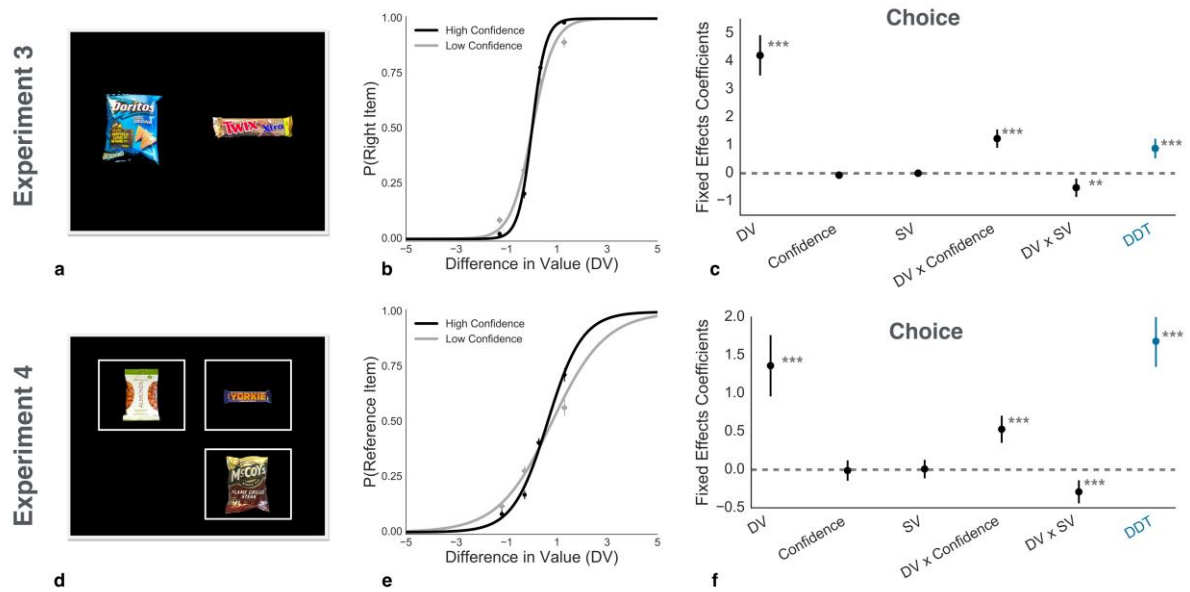 Experiment 3
Doritos
TWIX Xtra
a
P(Right Item)
1.00
0.75
0.50
0.25
0.00
High Confidence
Low Confidence
−5 −3 −1 1 3 5
Difference in Value (DV)
b
Choice
Fixed Effects Coefficients
5
4
3
2
1
0
−1
***
***
**
***
DV
Confidence
SV
DV x Confidence
DV x SV
DDT
c
Experiment 4
ALMONDS
YORKIE
McCOYS
FLAME GRILLED
STEAK
d
P(Reference Item)
1.00
0.75
0.50
0.25
0.00
High Confidence
Low Confidence
−5 −3 −1 1 3 5
Difference in Value (DV)
e
Choice
Fixed Effects Coefficients
2.0
1.5
1.0
0.5
0.0
−0.5
***
***
***
***
DV
Confidence
SV
DV x Confidence
DV x SV
DDT
f